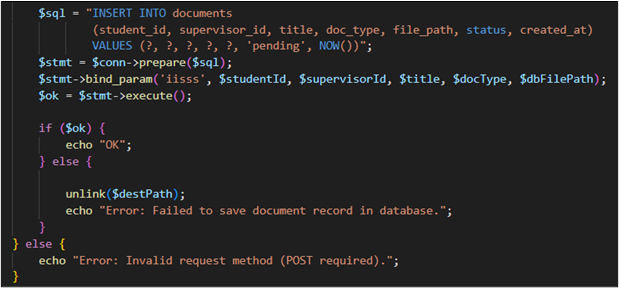 $sql = "INSERT INTO documents
(student_id, supervisor_id, title, doc_type, file_path, status, created_at)
VALUES (?, ?, ?, ?, ?, 'pending', NOW())";
$stmt = $conn->prepare($sql);
$stmt->bind_param('iisss', $studentId, $supervisorId, $title, $docType, $dbFilePath);
$ok = $stmt->execute();
if ($ok) {
echo "OK";
} else {
unlink($destPath);
echo "Error: Failed to save document record in database.";
}
} else {
echo "Error: Invalid request method (POST required).";
}